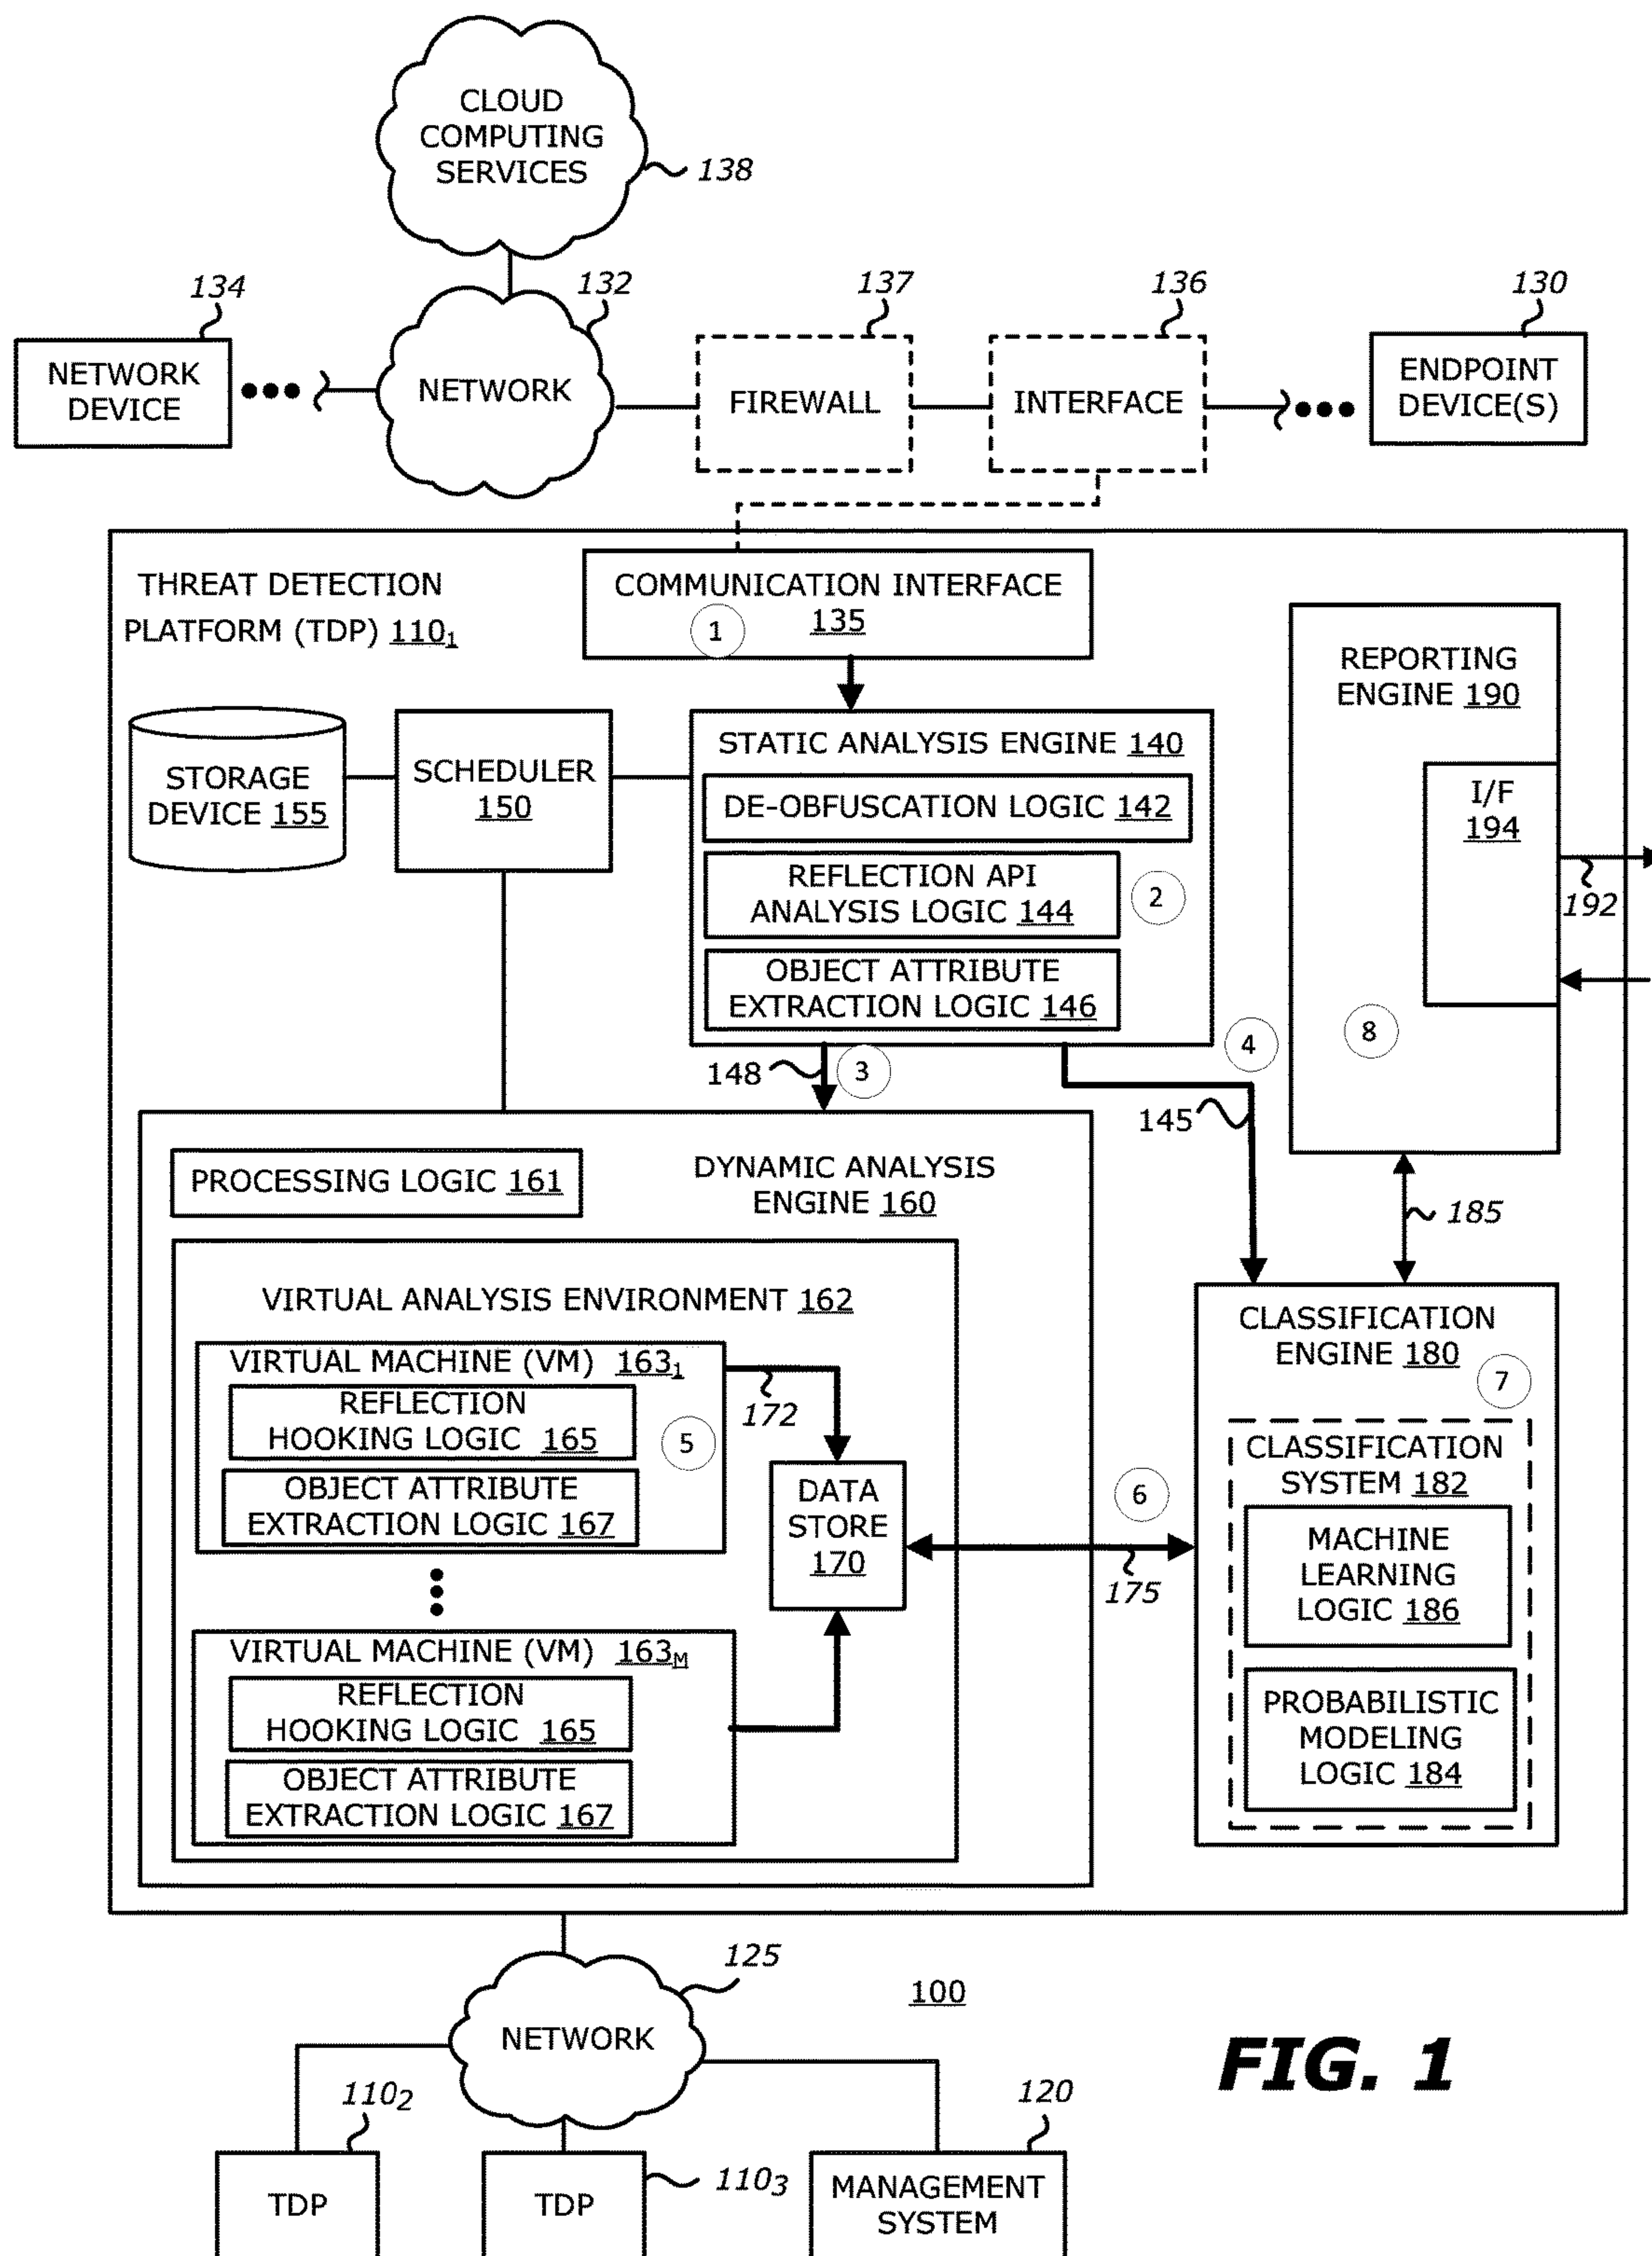 CLOUD
COMPUTING
SERVICES
138
134
132
137
136
130
NETWORK
DEVICE
NETWORK
FIREWALL
INTERFACE
ENDPOINT
DEVICE(S)
THREAT DETECTION
PLATFORM (TDP) 110₁
COMMUNICATION INTERFACE
135
1
REPORTING
ENGINE 190
I/F
194
192
8
STORAGE
DEVICE 155
SCHEDULER
150
STATIC ANALYSIS ENGINE 140
DE-OBFUSCATION LOGIC 142
REFLECTION API
ANALYSIS LOGIC 144
2
OBJECT ATTRIBUTE
EXTRACTION LOGIC 146
148
3
4
145
185
PROCESSING LOGIC 161
DYNAMIC ANALYSIS
ENGINE 160
VIRTUAL ANALYSIS ENVIRONMENT 162
VIRTUAL MACHINE (VM) 163₁
REFLECTION
HOOKING LOGIC 165
5
OBJECT ATTRIBUTE
EXTRACTION LOGIC 167
172
DATA
STORE
170
6
175
VIRTUAL MACHINE (VM) 163M
REFLECTION
HOOKING LOGIC 165
OBJECT ATTRIBUTE
EXTRACTION LOGIC 167
CLASSIFICATION
ENGINE 180
7
CLASSIFICATION
SYSTEM 182
MACHINE
LEARNING
LOGIC 186
PROBABILISTIC
MODELING
LOGIC 184
125
NETWORK
100
FIG. 1
110₂
TDP
TDP
110₃
120
MANAGEMENT
SYSTEM